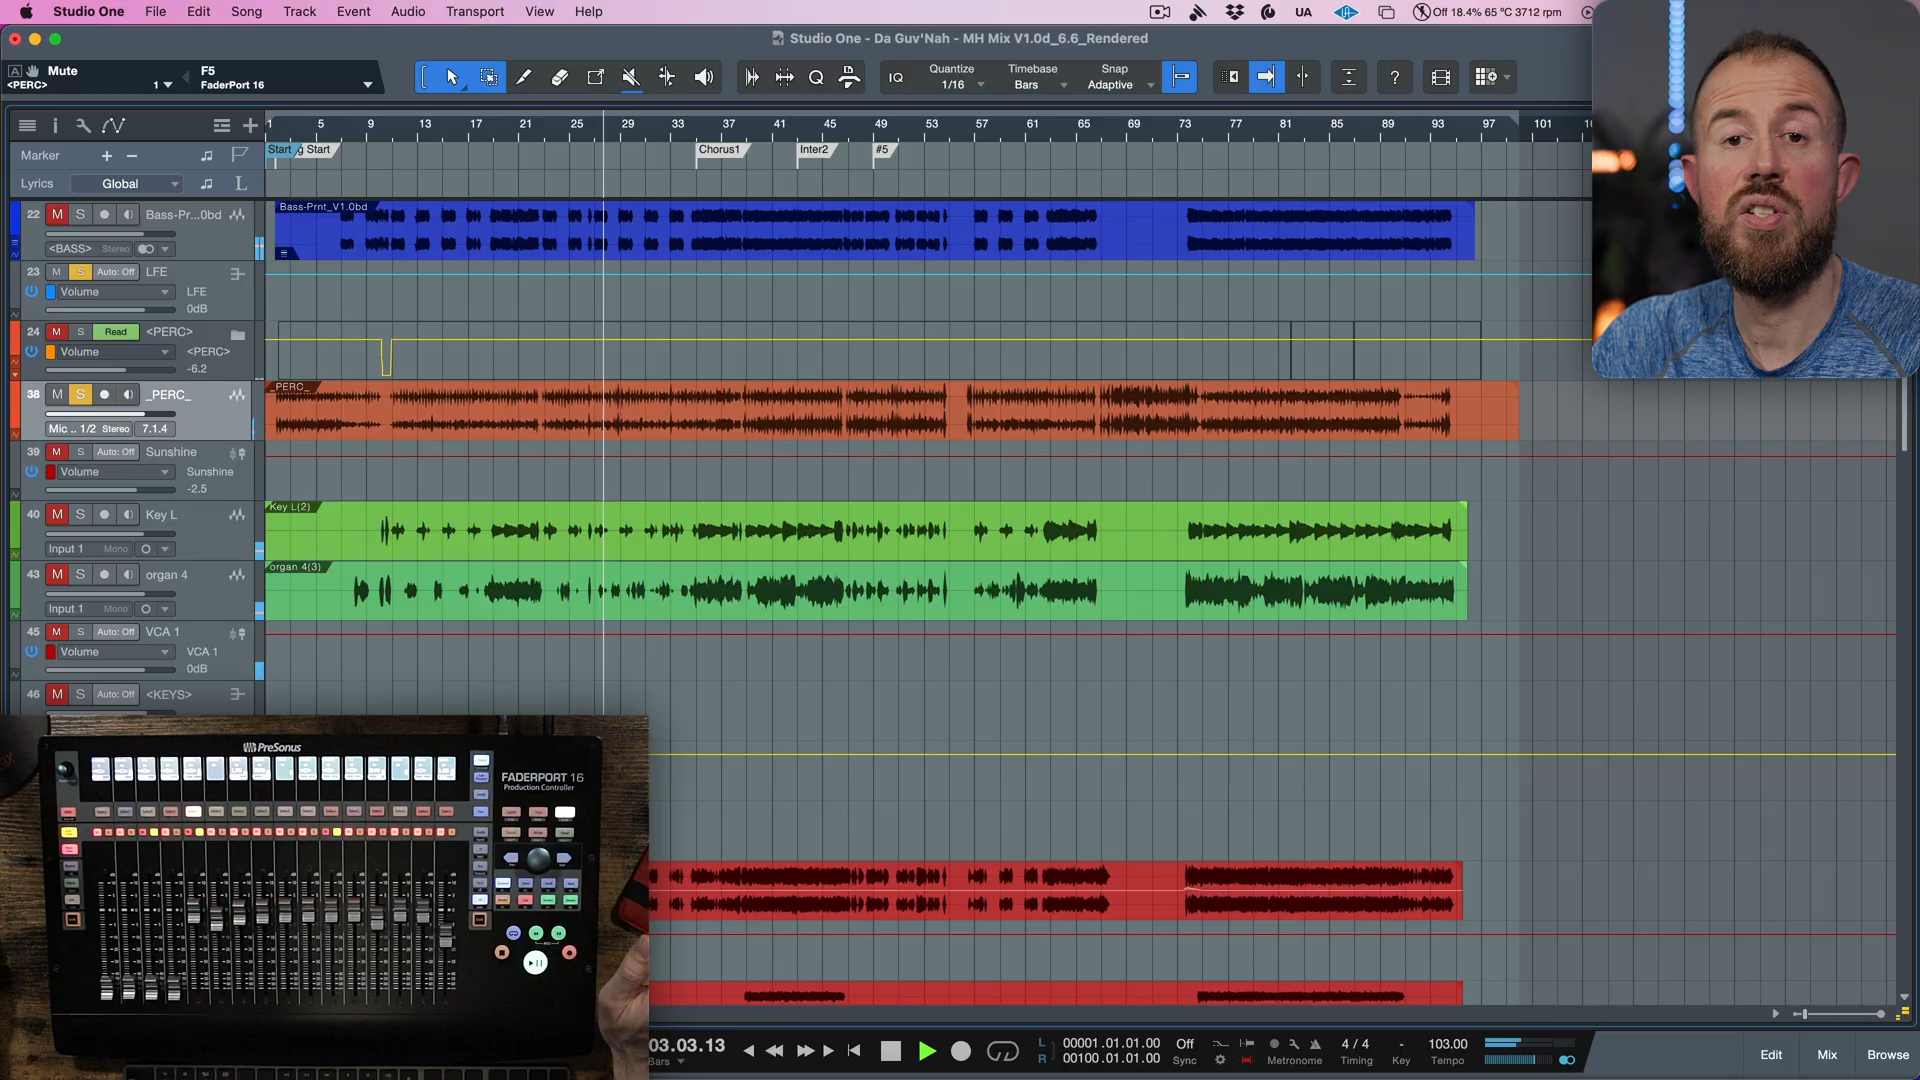 Studio One File Edit Song Track Event Audio Transport View Help
UA Off 18.4% 65 °C 3712 rpm
Studio One - Da Guv'Nah - MH Mix V1.0d_6.6_Rendered
A Mute
<PERC> 1
F5
FaderPort 16
IQ
Quantize
1/16
Timebase
Bars
Snap
Adaptive
?
1 5 9 13 17 21 25 29 33 37 41 45 49 53 57 61 65 69 73 77 81 85 89 93 97 101
Marker + −
Start g Start Chorus1 Inter2 #5
Lyrics Global L
22 M S Bass-Pr...0bd
<BASS> Stereo
Bass-Prnt_V1.0bd
23 M S Auto: Off LFE
Volume LFE
0dB
24 M S Read <PERC>
Volume <PERC>
-6.2
38 M S _PERC_
Mic .. 1/2 Stereo 7.1.4
_PERC_
39 M S Auto: Off Sunshine
Volume Sunshine
-2.5
40 M S Key L
Input 1 Mono
Key L(2)
43 M S organ 4
Input 1 Mono
organ 4(3)
45 M S Auto: Off VCA 1
Volume VCA 1
0dB
46 M S Auto: Off <KEYS>
PreSonus
FADERPORT 16
Production Controller
03.03.13
Bars
L 00001.01.01.00
R 00100.01.01.00
Off
Sync
Metronome
4 / 4
Timing
-
Key
103.00
Tempo
Edit Mix Browse